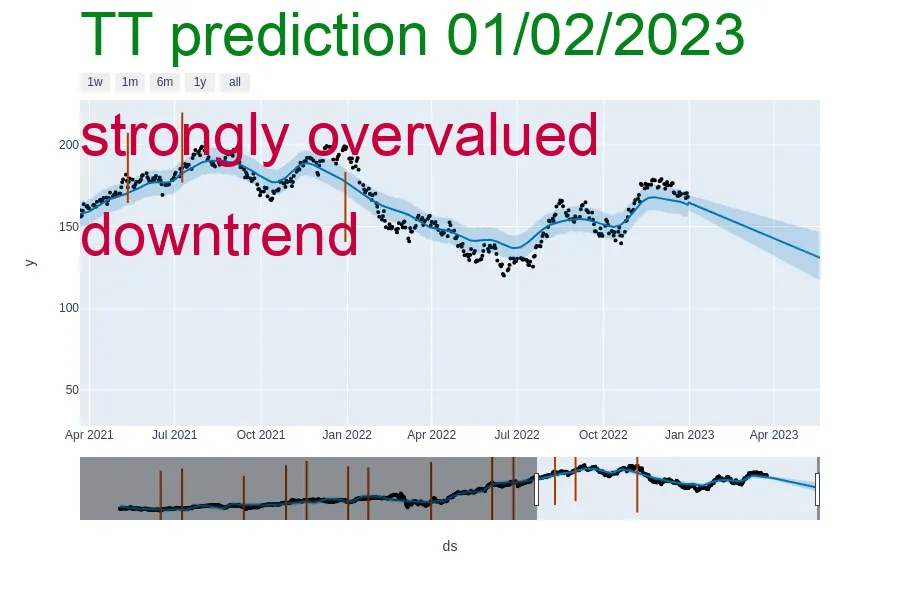 TT prediction 01/02/2023
1w 1m 6m 1y all
strongly overvalued
downtrend
200
150
100
50
y
Apr 2021 Jul 2021 Oct 2021 Jan 2022 Apr 2022 Jul 2022 Oct 2022 Jan 2023 Apr 2023
ds